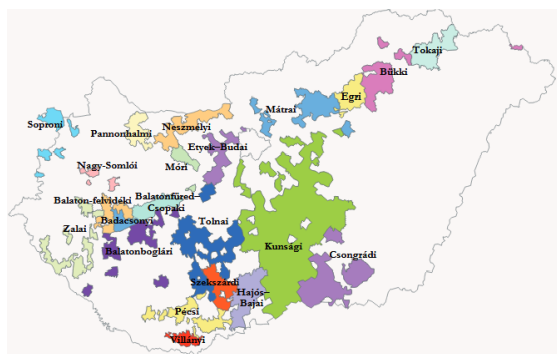 Tokaji
Bükki
Egri
Mátrai
Soproni
Neszmélyi
Pannonhalmi
Etyek–Budai
Móri
Nagy-Somlói
Balatonfüred–
Csopaki
Balaton-felvidéki
Badacsonyi
Tolnai
Zalai
Balatonboglári
Kunsági
Csongrádi
Szekszárdi
Hajós–
Bajai
Pécsi
Villányi